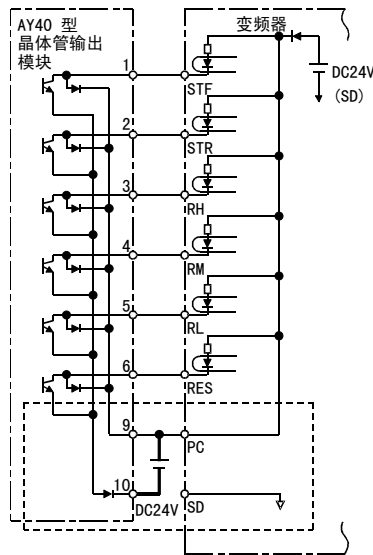 AY40 型
晶体管输出
模块
变频器
DC24V
(SD)
1
STF
2
STR
3
RH
4
RM
5
RL
6
RES
9
PC
10
DC24V
SD